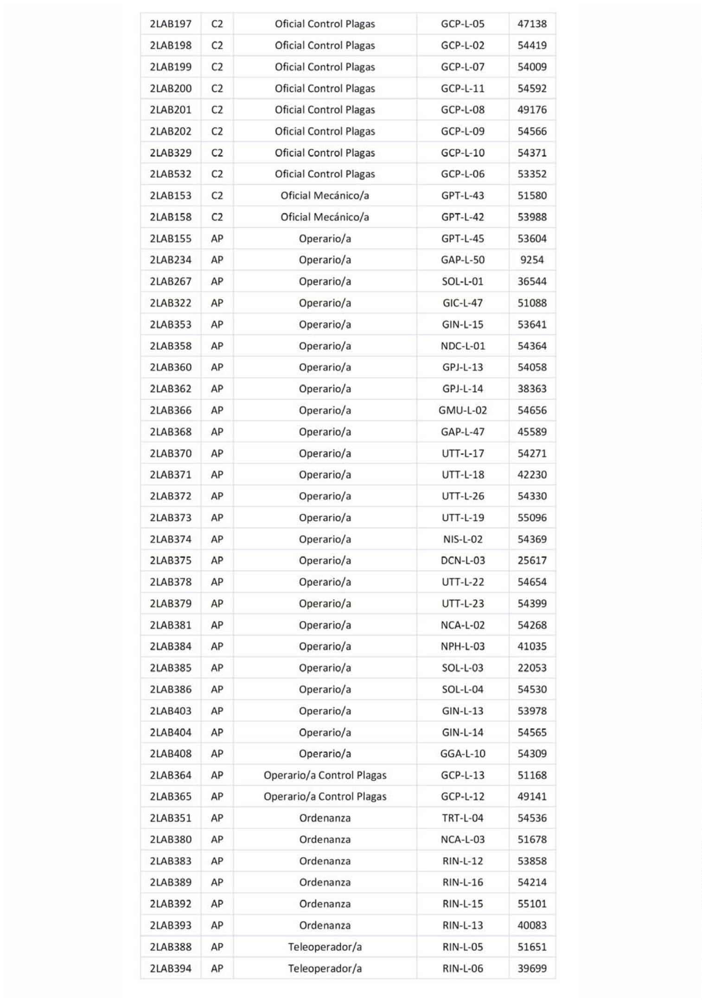 2LAB197 C2 Oficial Control Plagas GCP-L-05 47138
2LAB198 C2 Oficial Control Plagas GCP-L-02 54419
2LAB199 C2 Oficial Control Plagas GCP-L-07 54009
2LAB200 C2 Oficial Control Plagas GCP-L-11 54592
2LAB201 C2 Oficial Control Plagas GCP-L-08 49176
2LAB202 C2 Oficial Control Plagas GCP-L-09 54566
2LAB329 C2 Oficial Control Plagas GCP-L-10 54371
2LAB532 C2 Oficial Control Plagas GCP-L-06 53352
2LAB153 C2 Oficial Mecánico/a GPT-L-43 51580
2LAB158 C2 Oficial Mecánico/a GPT-L-42 53988
2LAB155 AP Operario/a GPT-L-45 53604
2LAB234 AP Operario/a GAP-L-50 9254
2LAB267 AP Operario/a SOL-L-01 36544
2LAB322 AP Operario/a GIC-L-47 51088
2LAB353 AP Operario/a GIN-L-15 53641
2LAB358 AP Operario/a NDC-L-01 54364
2LAB360 AP Operario/a GPJ-L-13 54058
2LAB362 AP Operario/a GPJ-L-14 38363
2LAB366 AP Operario/a GMU-L-02 54656
2LAB368 AP Operario/a GAP-L-47 45589
2LAB370 AP Operario/a UTT-L-17 54271
2LAB371 AP Operario/a UTT-L-18 42230
2LAB372 AP Operario/a UTT-L-26 54330
2LAB373 AP Operario/a UTT-L-19 55096
2LAB374 AP Operario/a NIS-L-02 54369
2LAB375 AP Operario/a DCN-L-03 25617
2LAB378 AP Operario/a UTT-L-22 54654
2LAB379 AP Operario/a UTT-L-23 54399
2LAB381 AP Operario/a NCA-L-02 54268
2LAB384 AP Operario/a NPH-L-03 41035
2LAB385 AP Operario/a SOL-L-03 22053
2LAB386 AP Operario/a SOL-L-04 54530
2LAB403 AP Operario/a GIN-L-13 53978
2LAB404 AP Operario/a GIN-L-14 54565
2LAB408 AP Operario/a GGA-L-10 54309
2LAB364 AP Operario/a Control Plagas GCP-L-13 51168
2LAB365 AP Operario/a Control Plagas GCP-L-12 49141
2LAB351 AP Ordenanza TRT-L-04 54536
2LAB380 AP Ordenanza NCA-L-03 51678
2LAB383 AP Ordenanza RIN-L-12 53858
2LAB389 AP Ordenanza RIN-L-16 54214
2LAB392 AP Ordenanza RIN-L-15 55101
2LAB393 AP Ordenanza RIN-L-13 40083
2LAB388 AP Teleoperador/a RIN-L-05 51651
2LAB394 AP Teleoperador/a RIN-L-06 39699